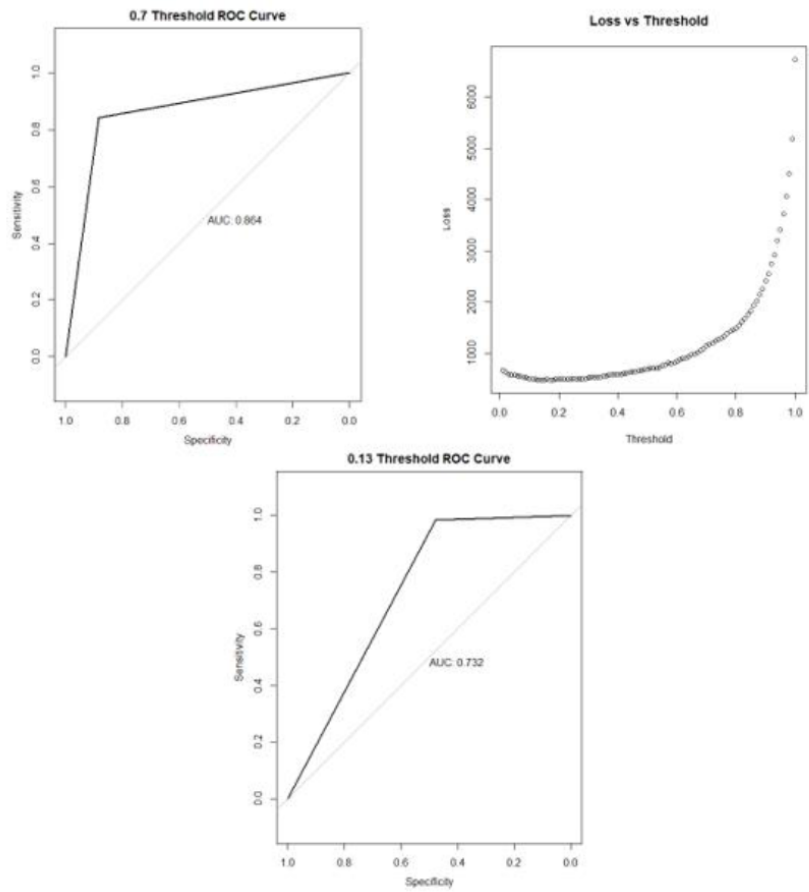 0.7 Threshold ROC Curve
Sensitivity
1.0
0.8
0.6
0.4
0.2
0.0
AUC: 0.864
1.0 0.8 0.6 0.4 0.2 0.0
Specificity
Loss vs Threshold
Loss
6000
5000
4000
3000
2000
1000
0.0 0.2 0.4 0.6 0.8 1.0
Threshold
0.13 Threshold ROC Curve
Sensitivity
1.0
0.8
0.6
0.4
0.2
0.0
AUC: 0.732
1.0 0.8 0.6 0.4 0.2 0.0
Specificity